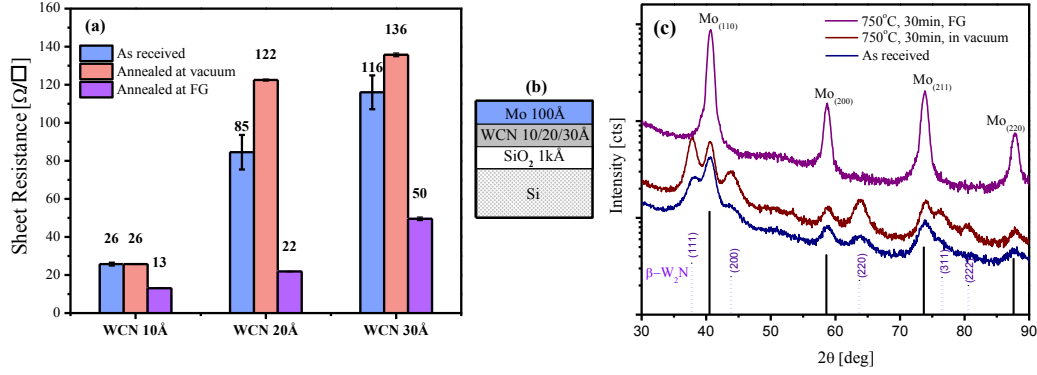 (a)
As received
Annealed at vacuum
Annealed at FG
Sheet Resistance [Ω/□]
160
140
120
100
80
60
40
20
0
26
26
13
85
122
22
116
136
50
WCN 10Å
WCN 20Å
WCN 30Å
(b)
Mo 100Å
WCN 10/20/30Å
SiO2 1kÅ
Si
(c)
750°C, 30min, FG
750°C, 30min, in vacuum
As received
Mo(110)
Mo(200)
Mo(211)
Mo(220)
Intensity [cts]
β−W2N
(111)
(200)
(220)
(311)
(222)
30
40
50
60
70
80
90
2θ [deg]